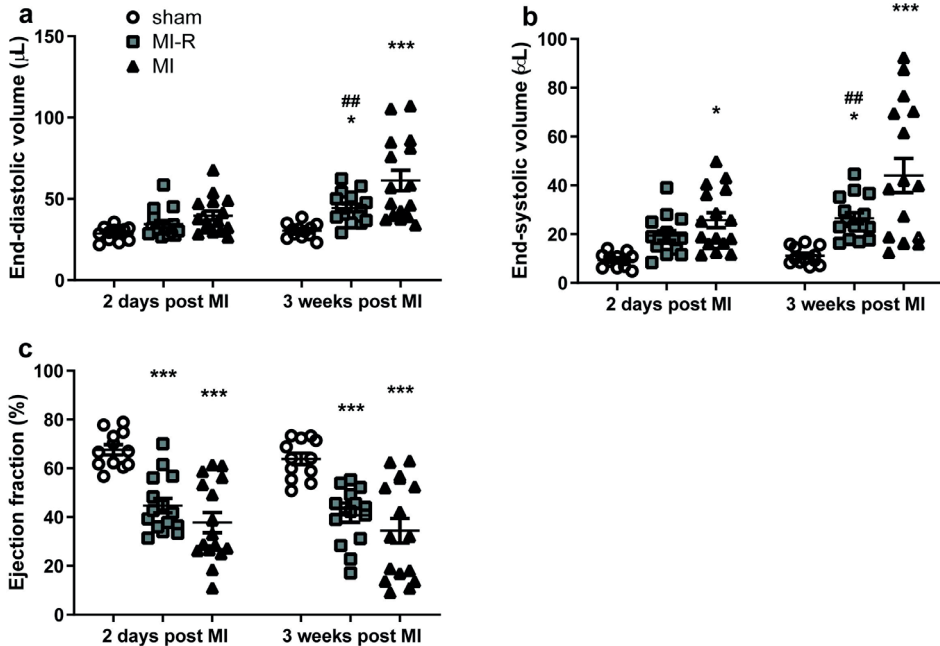 a
sham
MI-R
MI
End-diastolic volume (μL)
150
100
50
0
***
##
*
2 days post MI
3 weeks post MI
b
End-systolic volume (∝L)
100
80
60
40
20
0
*
##
*
***
2 days post MI
3 weeks post MI
c
Ejection fraction (%)
100
80
60
40
20
0
***
***
***
***
2 days post MI
3 weeks post MI